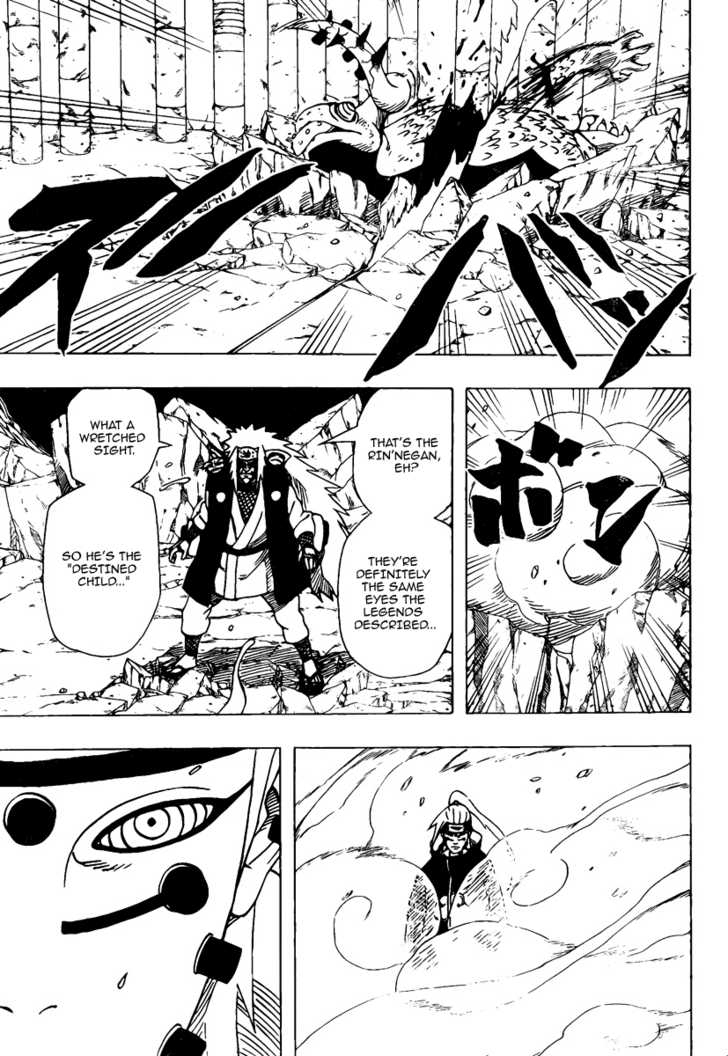 ズバッ
ボン
THAT'S THE
RIN'NEGAN,
EH?
THEY'RE
DEFINITELY
THE SAME
EYES THE
LEGENDS
DESCRIBED...
WHAT A
WRETCHED
SIGHT.
SO HE'S THE
"DESTINED
CHILD..."